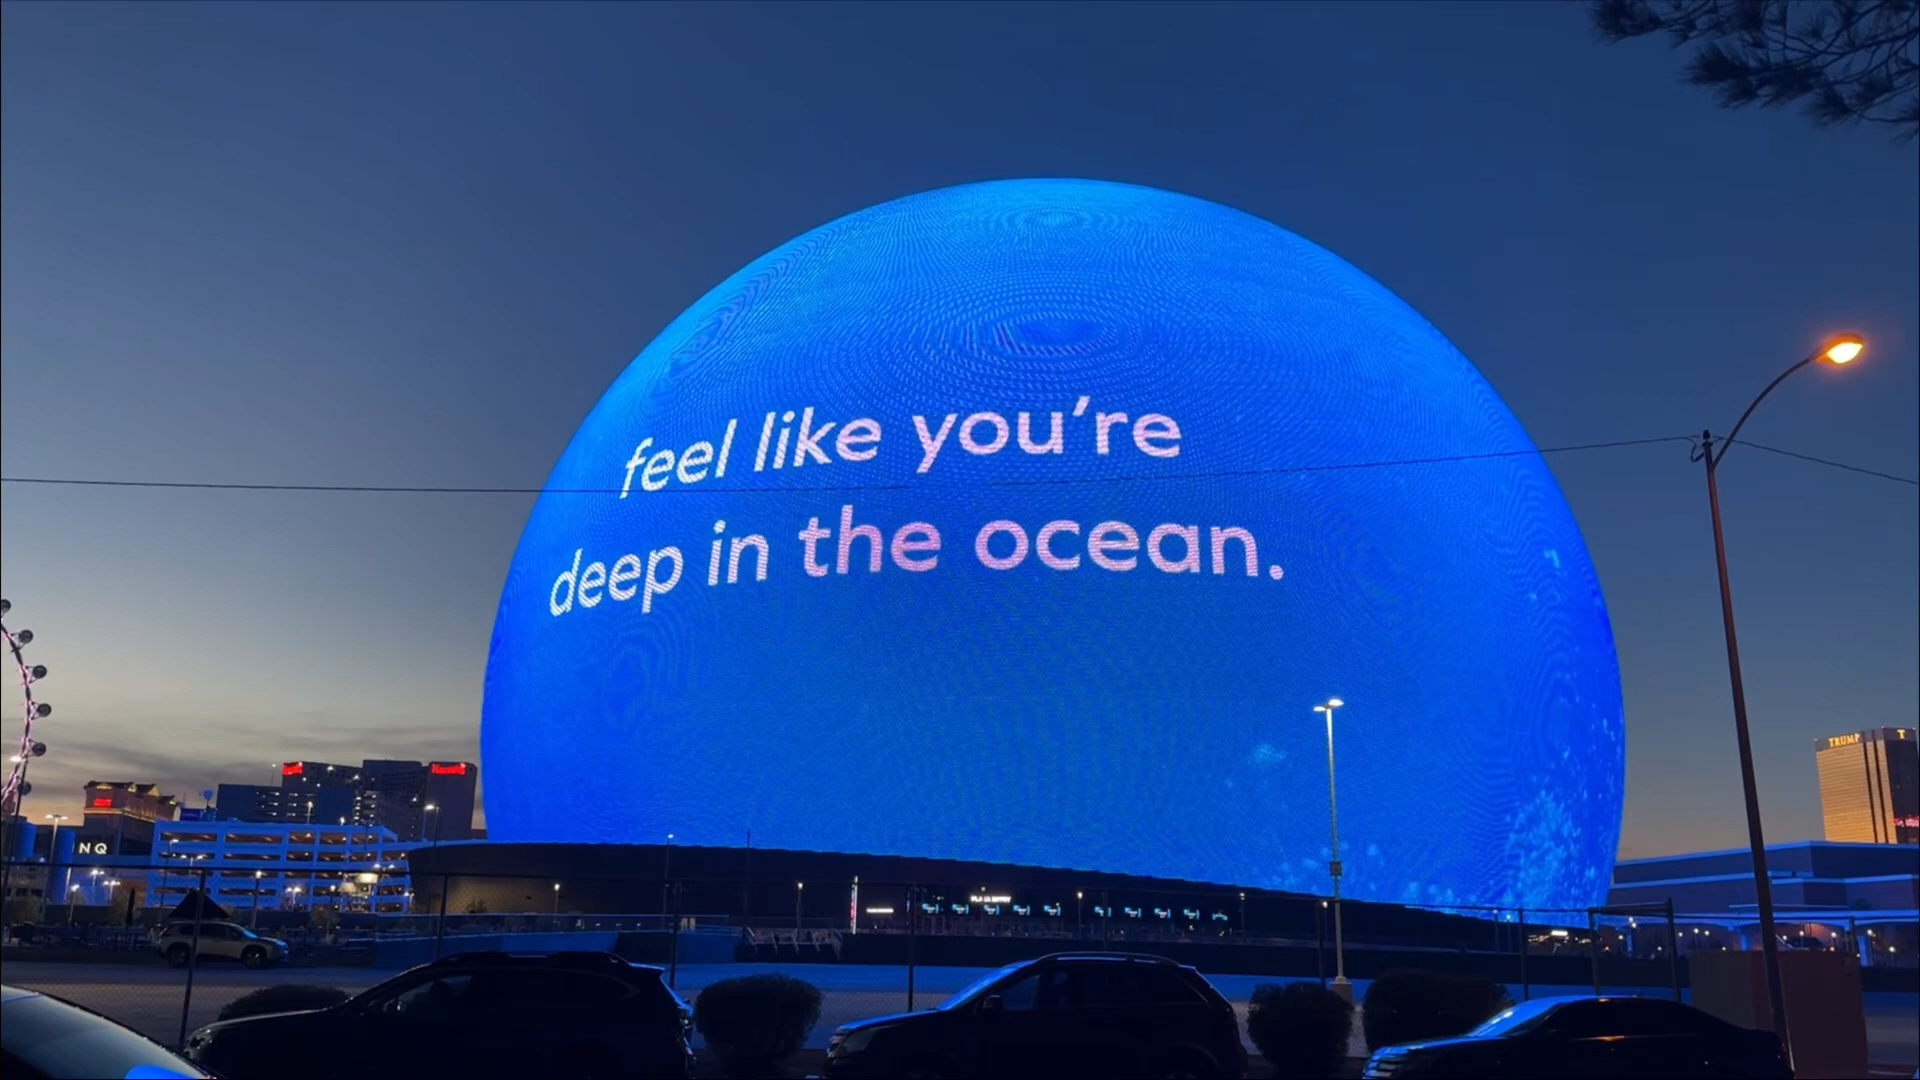 feel like you're
deep in the ocean.
TRUMP
T
NQ